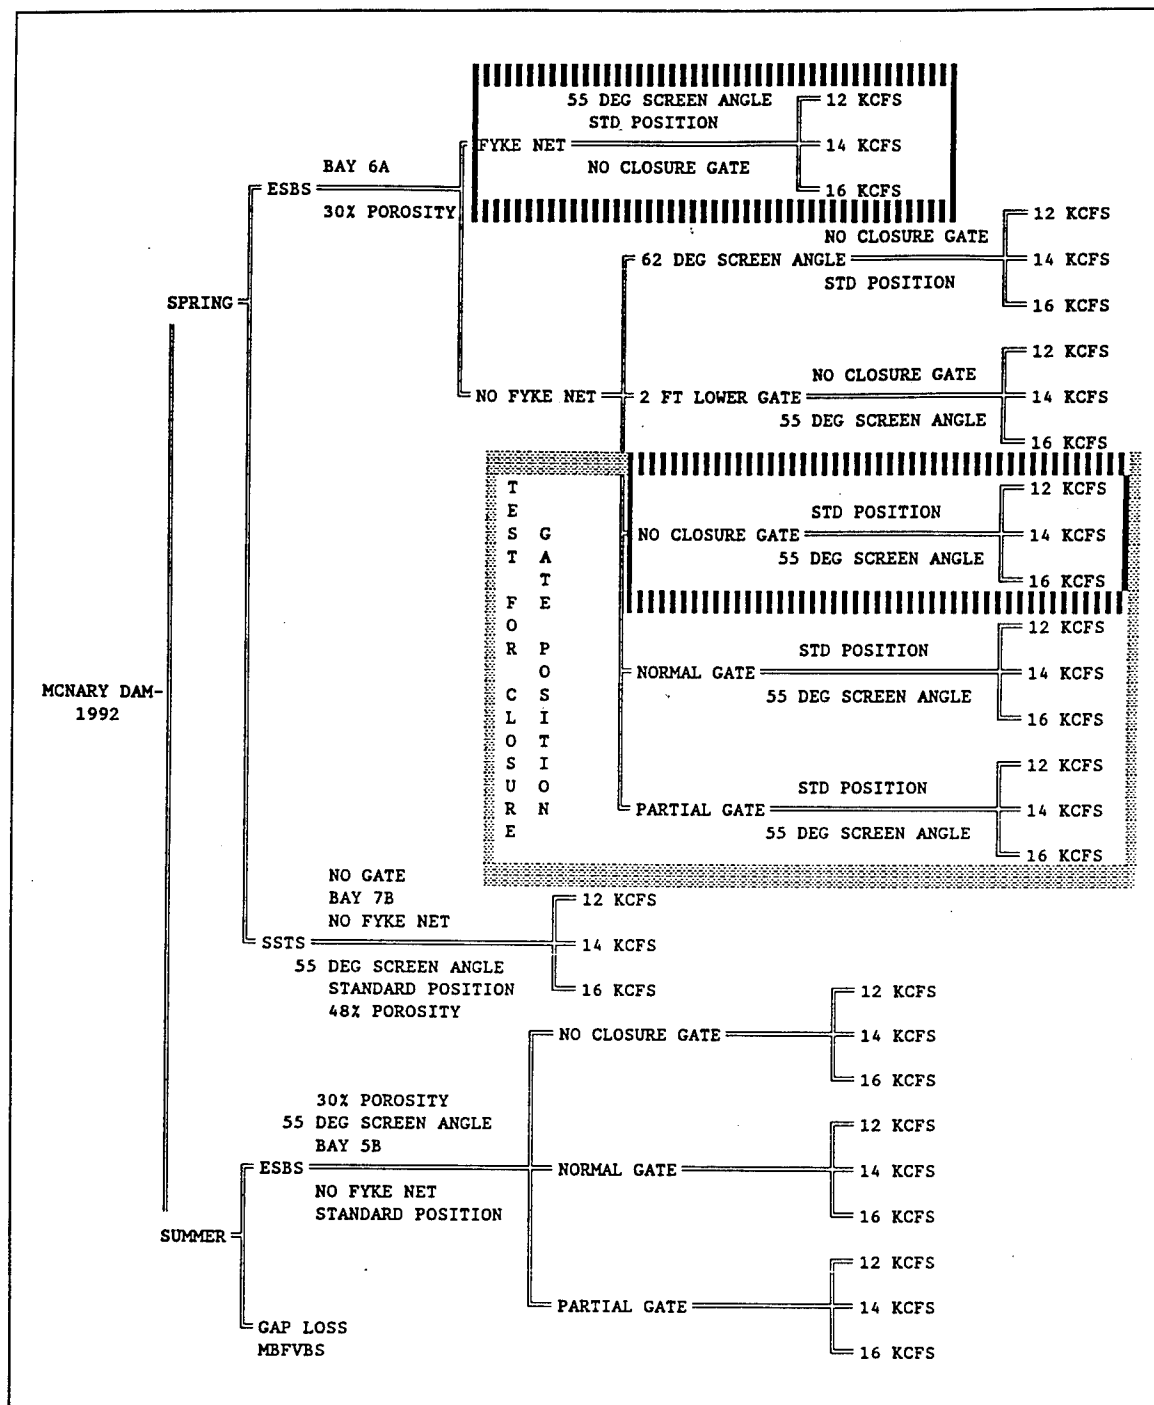 55 DEG SCREEN ANGLE
STD POSITION
FYKE NET
NO CLOSURE GATE
12 KCFS
14 KCFS
16 KCFS
BAY 6A
ESBS
30% POROSITY
SPRING
NO CLOSURE GATE
62 DEG SCREEN ANGLE
STD POSITION
12 KCFS
14 KCFS
16 KCFS
NO FYKE NET
NO CLOSURE GATE
2 FT LOWER GATE
55 DEG SCREEN ANGLE
12 KCFS
14 KCFS
16 KCFS
TEST FOR CLOSURE
GATE POSITION
STD POSITION
NO CLOSURE GATE
55 DEG SCREEN ANGLE
12 KCFS
14 KCFS
16 KCFS
STD POSITION
NORMAL GATE
55 DEG SCREEN ANGLE
12 KCFS
14 KCFS
16 KCFS
STD POSITION
PARTIAL GATE
55 DEG SCREEN ANGLE
12 KCFS
14 KCFS
16 KCFS
MCNARY DAM-
1992
NO GATE
BAY 7B
NO FYKE NET
SSTS
55 DEG SCREEN ANGLE
STANDARD POSITION
48% POROSITY
12 KCFS
14 KCFS
16 KCFS
30% POROSITY
55 DEG SCREEN ANGLE
BAY 5B
ESBS
NO FYKE NET
STANDARD POSITION
SUMMER
NO CLOSURE GATE
12 KCFS
14 KCFS
16 KCFS
NORMAL GATE
12 KCFS
14 KCFS
16 KCFS
PARTIAL GATE
12 KCFS
14 KCFS
16 KCFS
GAP LOSS
MBFVBS